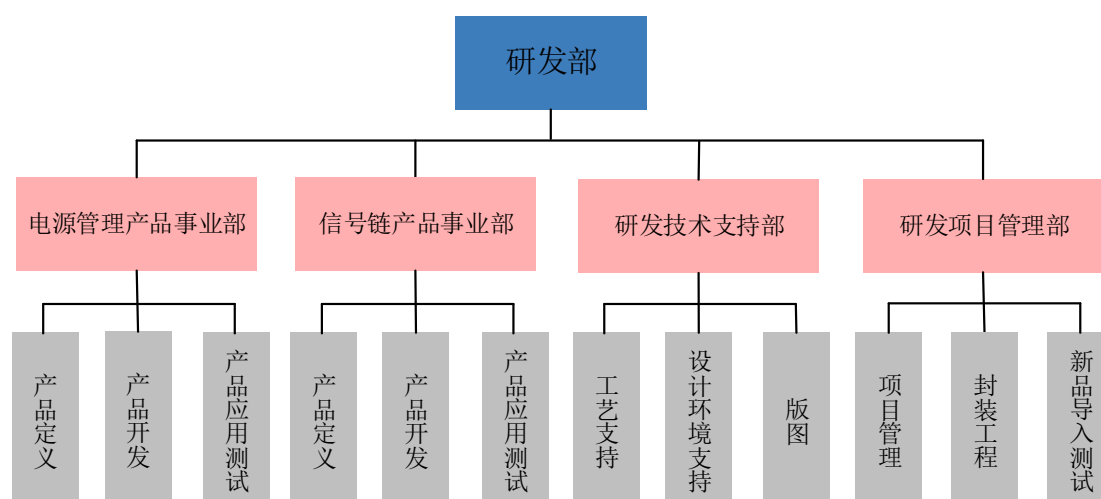 研发部
电源管理产品事业部
信号链产品事业部
研发技术支持部
研发项目管理部
产品定义
产品开发
产品应用测试
产品定义
产品开发
产品应用测试
工艺支持
设计环境支持
版图
项目管理
封装工程
新品导入测试